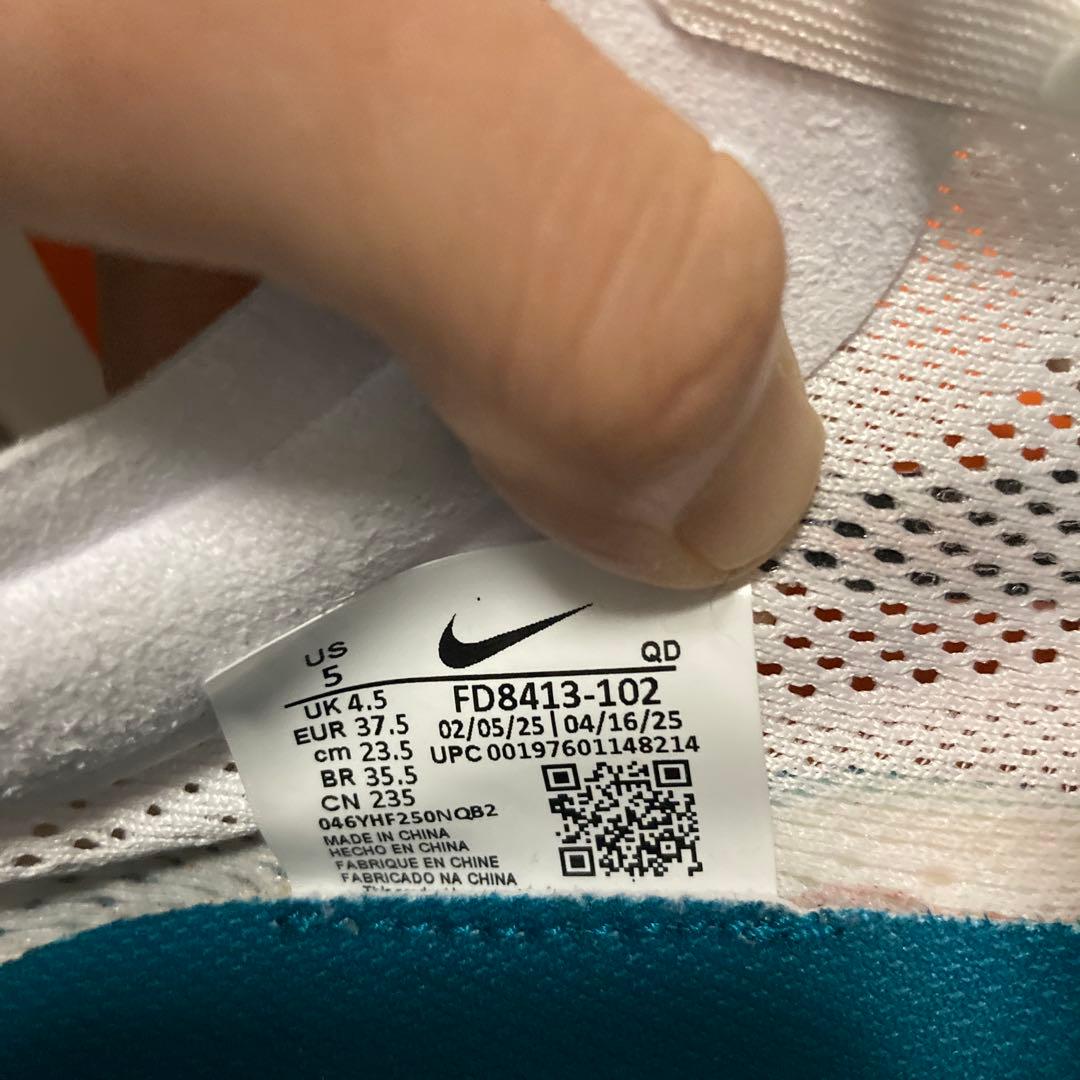 US
5
UK 4.5
EUR 37.5
cm 23.5
BR 35.5
CN 235
046YHF250NQB2
MADE IN CHINA
HECHO EN CHINA
FABRIQUE EN CHINE
FABRICADO NA CHINA
QD
FD8413-102
02/05/25 | 04/16/25
UPC 00197601148214